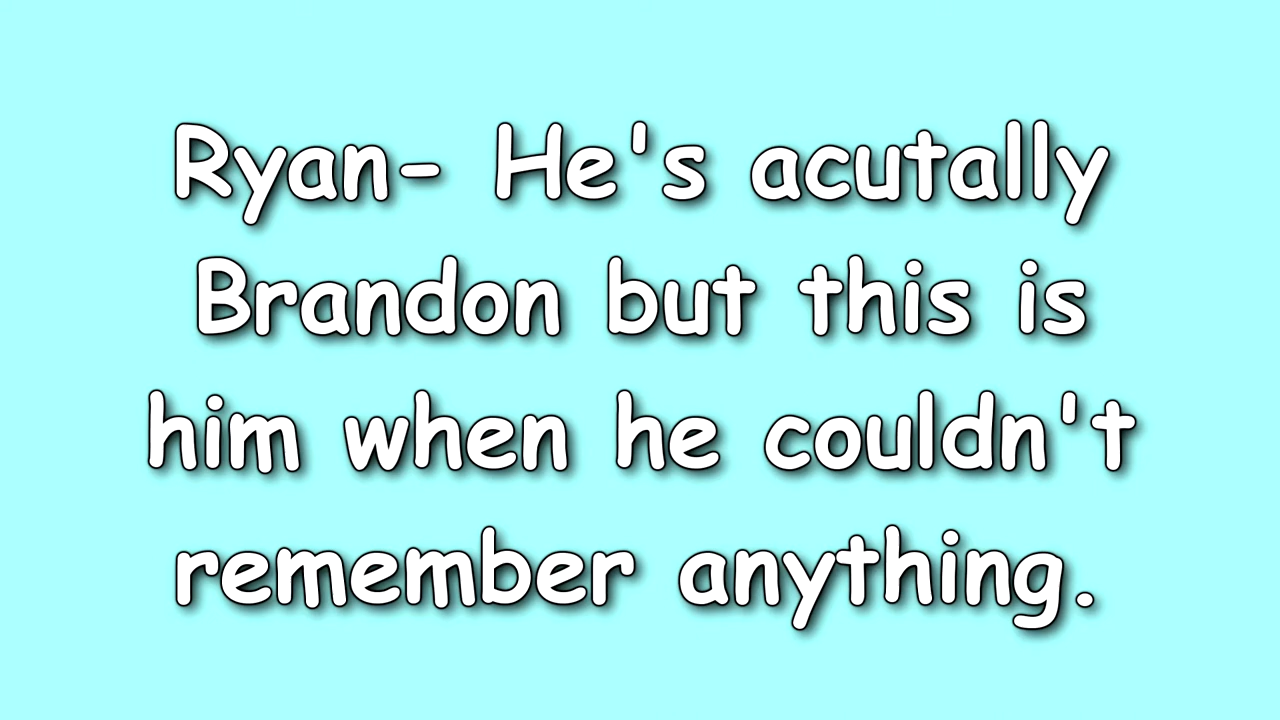 Ryan- He's acutally
Brandon but this is
him when he couldn't
remember anything.